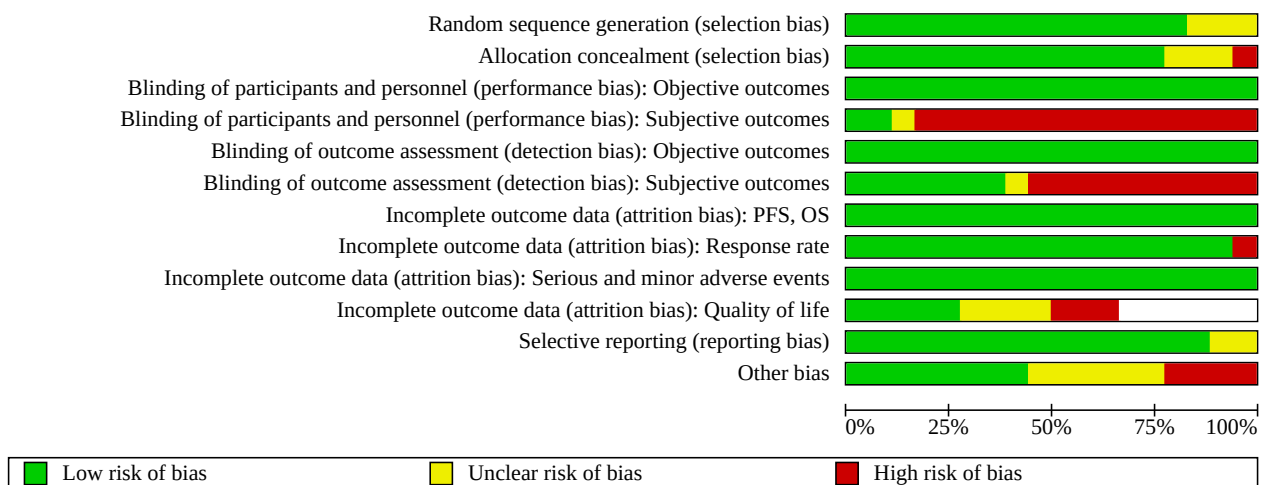 Random sequence generation (selection bias)
Allocation concealment (selection bias)
Blinding of participants and personnel (performance bias): Objective outcomes
Blinding of participants and personnel (performance bias): Subjective outcomes
Blinding of outcome assessment (detection bias): Objective outcomes
Blinding of outcome assessment (detection bias): Subjective outcomes
Incomplete outcome data (attrition bias): PFS, OS
Incomplete outcome data (attrition bias): Response rate
Incomplete outcome data (attrition bias): Serious and minor adverse events
Incomplete outcome data (attrition bias): Quality of life
Selective reporting (reporting bias)
Other bias
0% 25% 50% 75% 100%
Low risk of bias Unclear risk of bias High risk of bias